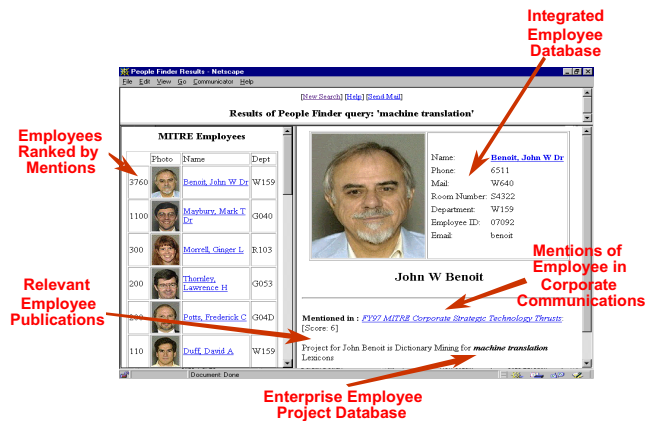 Integrated
Employee
Database
People Finder Results - Netscape
File Edit View Go Communicator Help
[New Search] [Help] [Send Mail]
Results of People Finder query: 'machine translation'
Employees
Ranked by
Mentions
MITRE Employees
Photo Name Dept
3760 Benoit, John W Dr W159
1100 Maybury, Mark T
Dr G040
300 Morrell, Ginger L R103
200 Thornley,
Lawrence H G053
Potts, Frederick C G04D
110 Duff, David A W159
Name: Benoit, John W Dr
Phone: 6511
Mail: W640
Room Number: S4322
Department: W159
Employee ID: 07092
Email: benoit
John W Benoit
Mentions of
Employee in
Corporate
Communications
Relevant
Employee
Publications
Mentioned in : FY97 MITRE Corporate Strategic Technology Thrusts:
[Score: 6]
Project for John Benoit is Dictionary Mining for machine translation
Lexicons
Document: Done
Enterprise Employee
Project Database